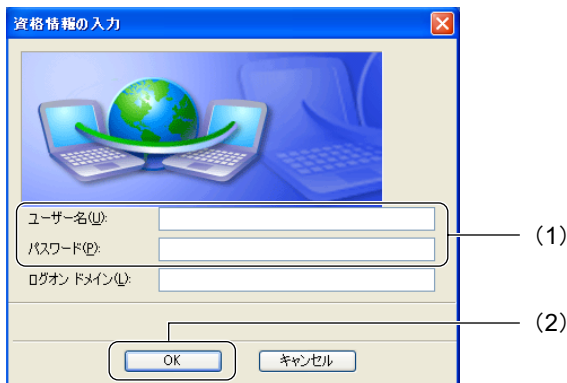 資格情報の入力
ユーザー名(U):
パスワード(P):
(1)
ログオン ドメイン(L):
(2)
OK
キャンセル